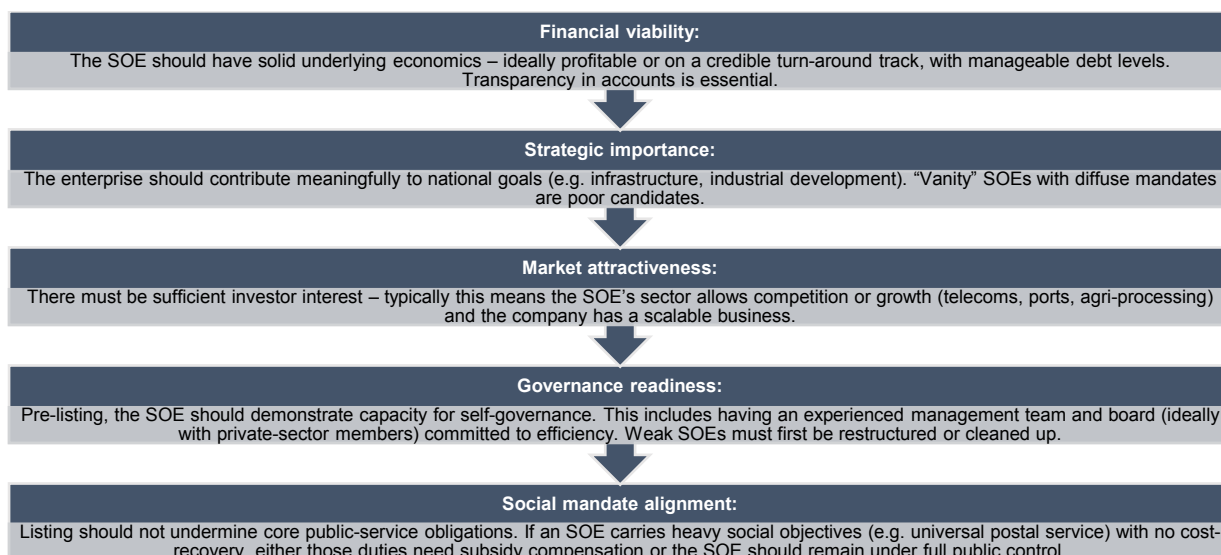 Financial viability:
The SOE should have solid underlying economics – ideally profitable or on a credible turn-around track, with manageable debt levels.
Transparency in accounts is essential.
Strategic importance:
The enterprise should contribute meaningfully to national goals (e.g. infrastructure, industrial development). “Vanity” SOEs with diffuse mandates
are poor candidates.
Market attractiveness:
There must be sufficient investor interest – typically this means the SOE’s sector allows competition or growth (telecoms, ports, agri-processing)
and the company has a scalable business.
Governance readiness:
Pre-listing, the SOE should demonstrate capacity for self-governance. This includes having an experienced management team and board (ideally
with private-sector members) committed to efficiency. Weak SOEs must first be restructured or cleaned up.
Social mandate alignment:
Listing should not undermine core public-service obligations. If an SOE carries heavy social objectives (e.g. universal postal service) with no cost-
recovery, either those duties need subsidy compensation or the SOE should remain under full public control